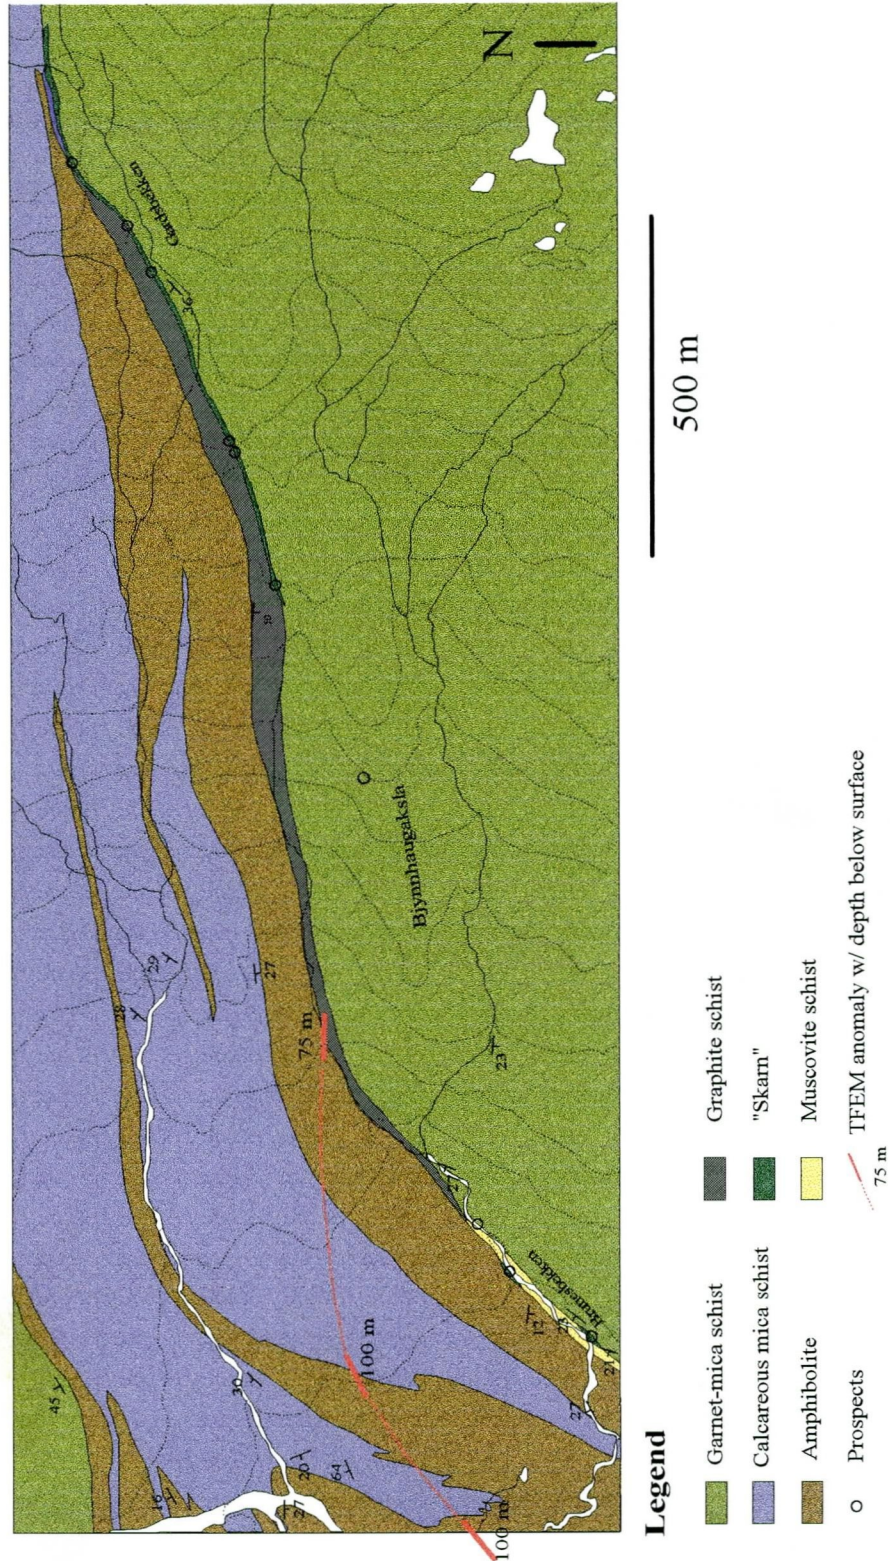 N
Gardsbekken
36
Bjynnhaugaksla
29
28
27
75 m
23
27
100 m
45
30
20
64
16
27
27
21
100 m
500 m
Legend
Garnet-mica schist
Calcareous mica schist
Amphibolite
Prospects
Graphite schist
"Skarn"
Muscovite schist
TFEM anomaly w/ depth below surface
75 m